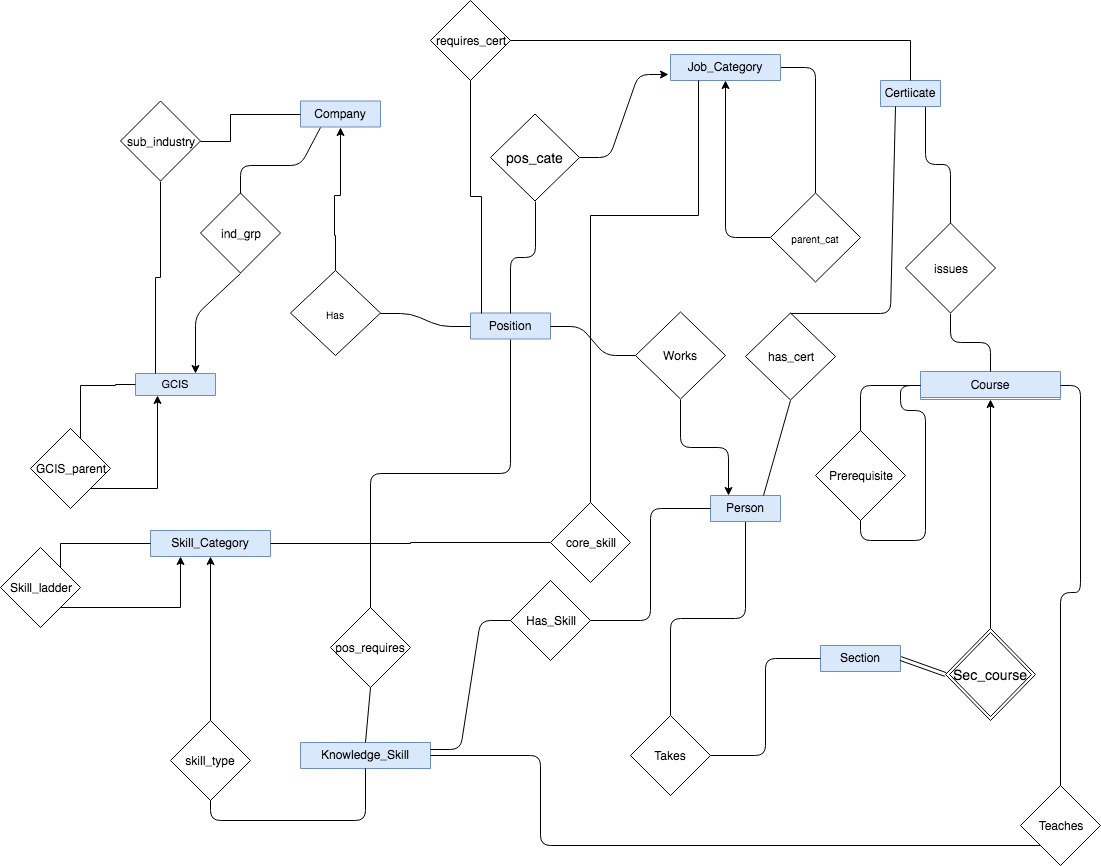 requires_cert
Job_Category
Certiicate
Company
sub_industry
pos_cate
ind_grp
parent_cat
issues
Has
Position
Works
has_cert
GCIS
Course
GCIS_parent
Prerequisite
Person
Skill_Category
core_skill
Skill_ladder
Has_Skill
pos_requires
Section
Sec_course
Knowledge_Skill
skill_type
Takes
Teaches